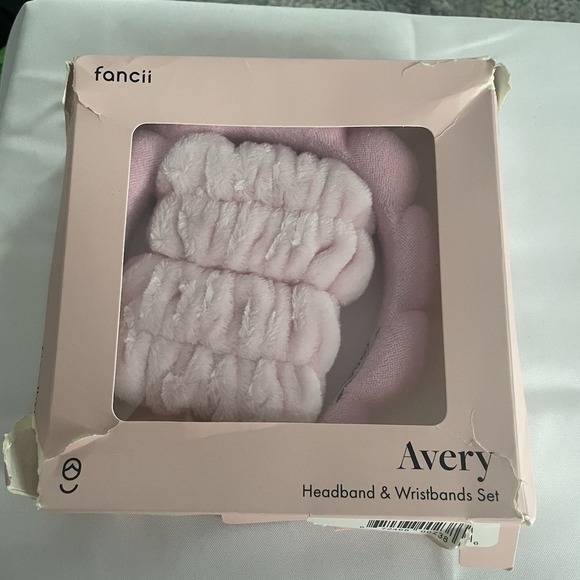 fancii
Avery
Headband & Wristbands Set